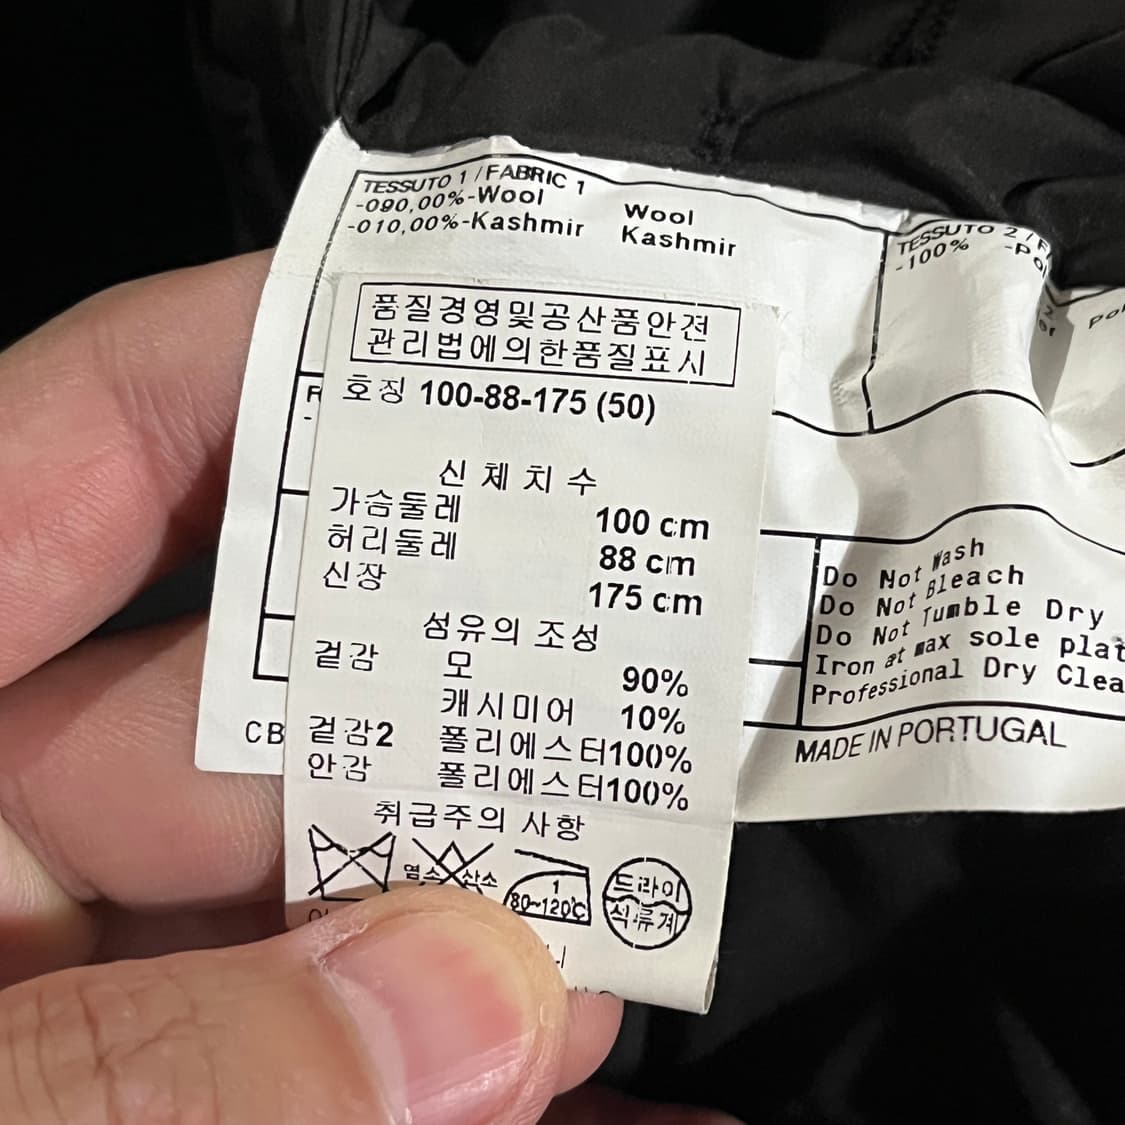 TESSUTO 1 / FABRIC 1
-090,00%-Wool Wool
-010,00%-Kashmir Kashmir
TESSUTO 2 /
-100%
품질경영및공산품안전
관리법에의한품질표시
호칭 100-88-175 (50)
신체치수
가슴둘레 100 cm
허리둘레 88 cm
신장 175 cm
섬유의 조성
겉감 모 90%
캐시미어 10%
겉감2 폴리에스터100%
안감 폴리에스터100%
취급주의 사항
염소 산소
1
80~120℃
드라이
석류계
Do Not Wash
Do Not Bleach
Do Not Tumble Dry
Iron at max sole
Professional Dry
MADE IN PORTUGAL
CB